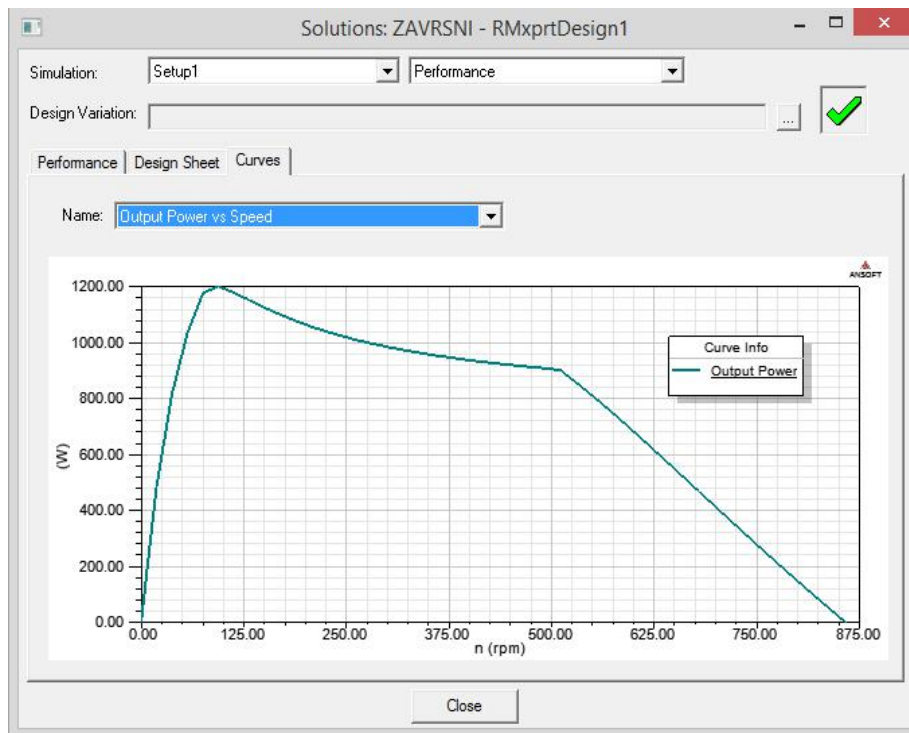 Solutions: ZAVRSNI - RMxprtDesign1
Simulation: Setup1 Performance
Design Variation: ...
Performance Design Sheet Curves
Name: Output Power vs Speed
ANSOFT
1200.00
1000.00
800.00
600.00
400.00
200.00
0.00
(W)
Curve Info
Output Power
0.00 125.00 250.00 375.00 500.00 625.00 750.00 875.00
n (rpm)
Close